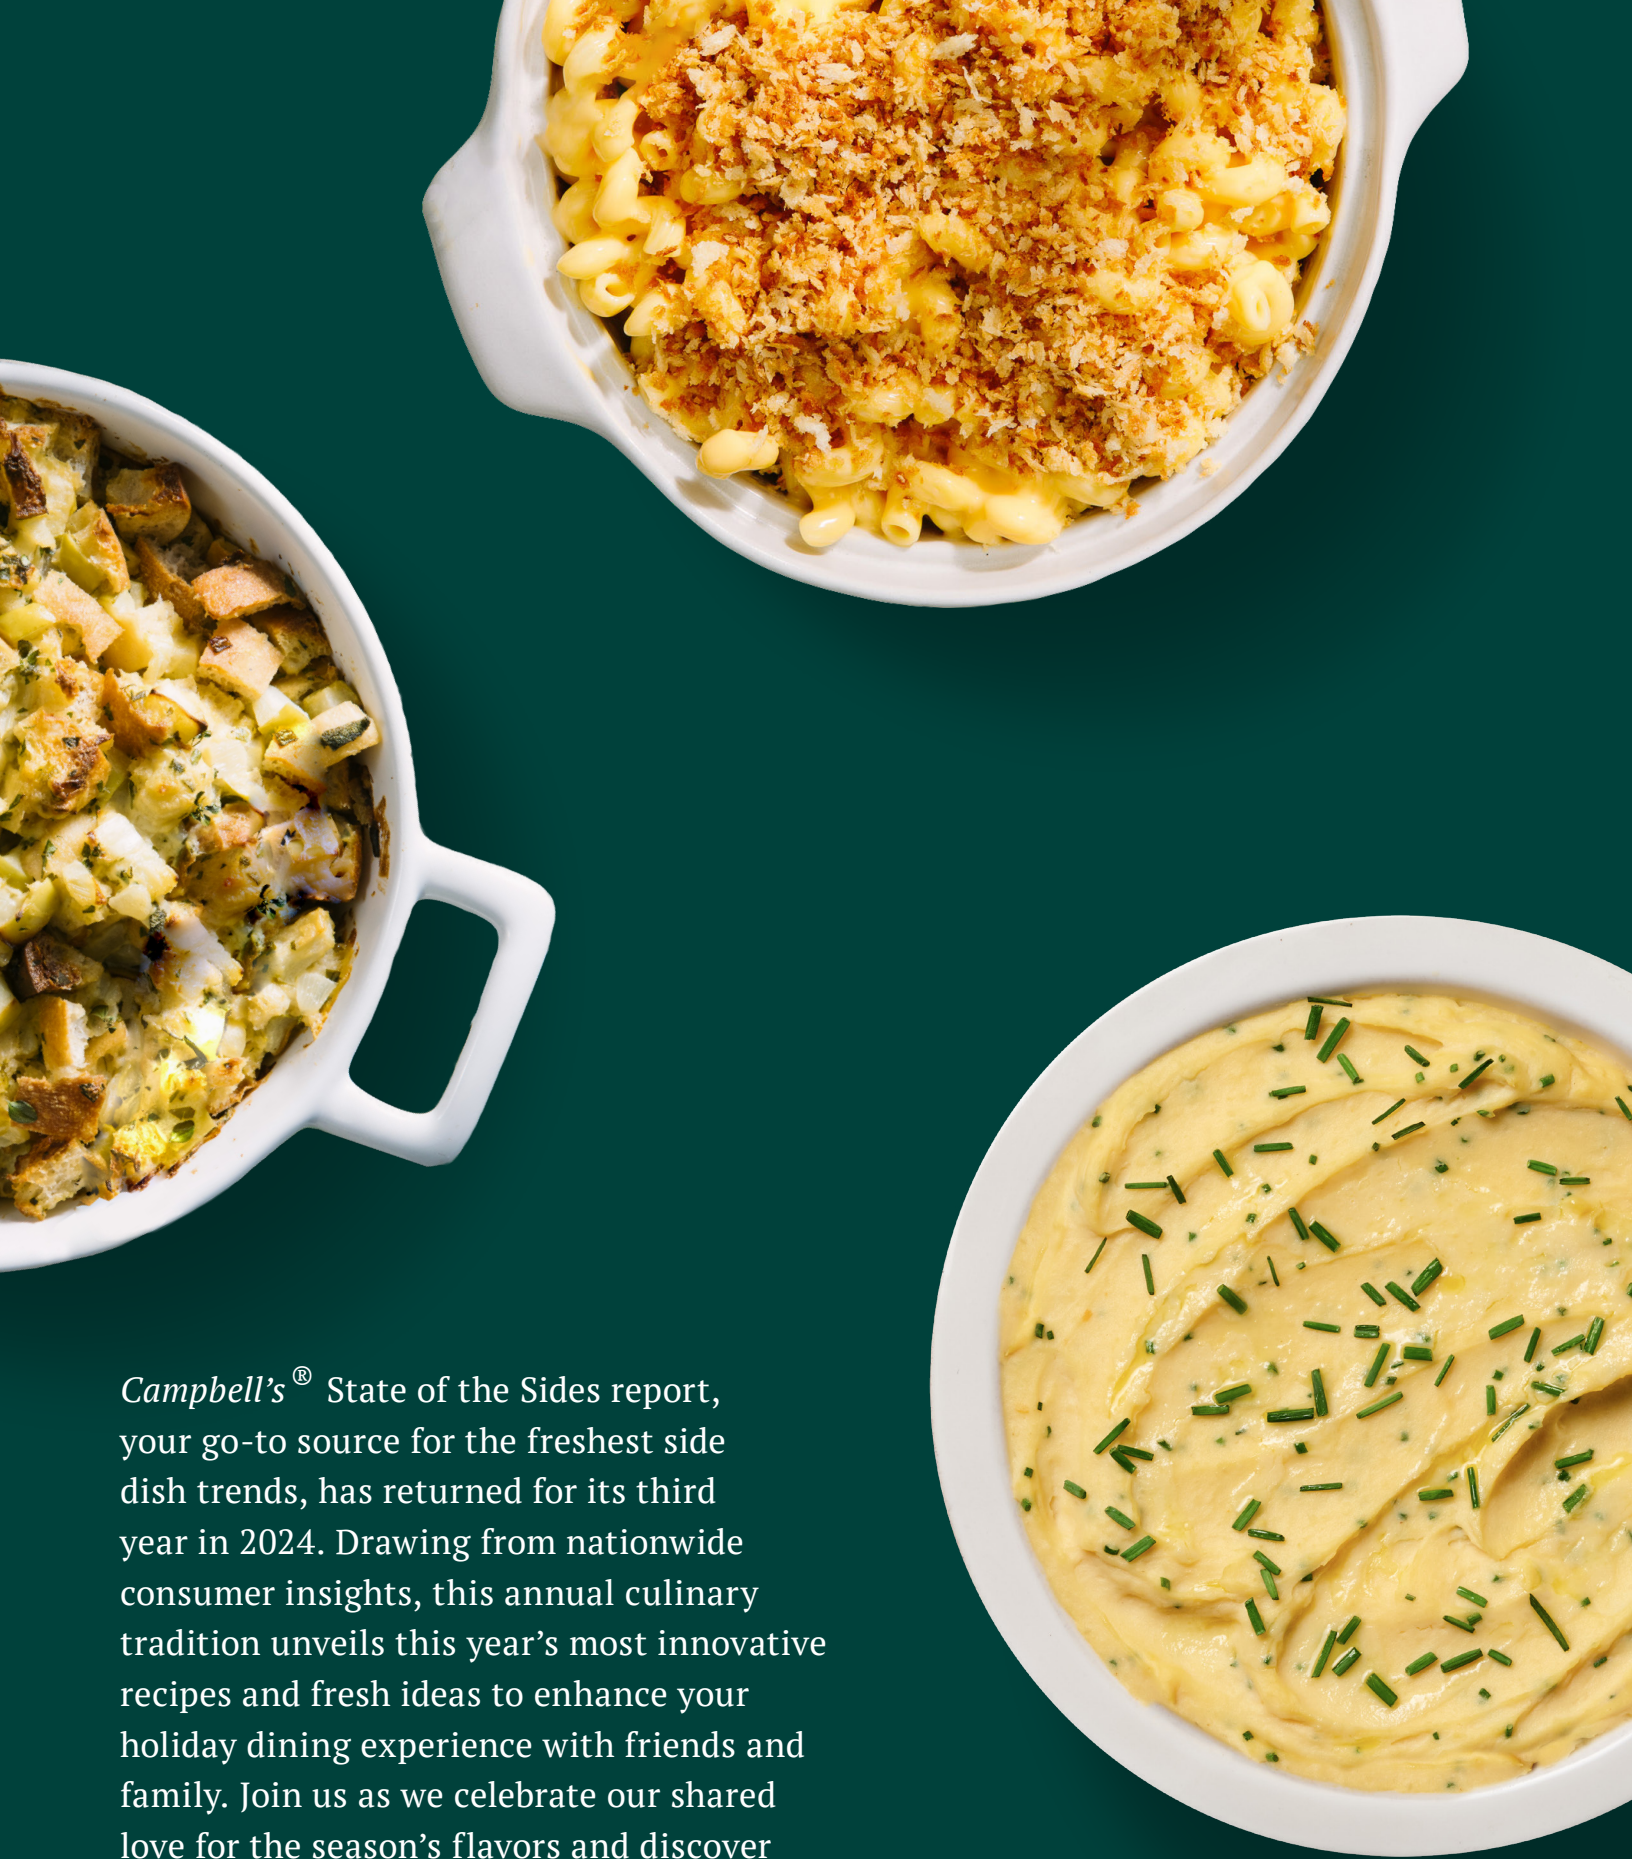 Campbell’s® State of the Sides report,
your go-to source for the freshest side
dish trends, has returned for its third
year in 2024. Drawing from nationwide
consumer insights, this annual culinary
tradition unveils this year’s most innovative
recipes and fresh ideas to enhance your
holiday dining experience with friends and
family. Join us as we celebrate our shared
love for the season’s flavors and discover